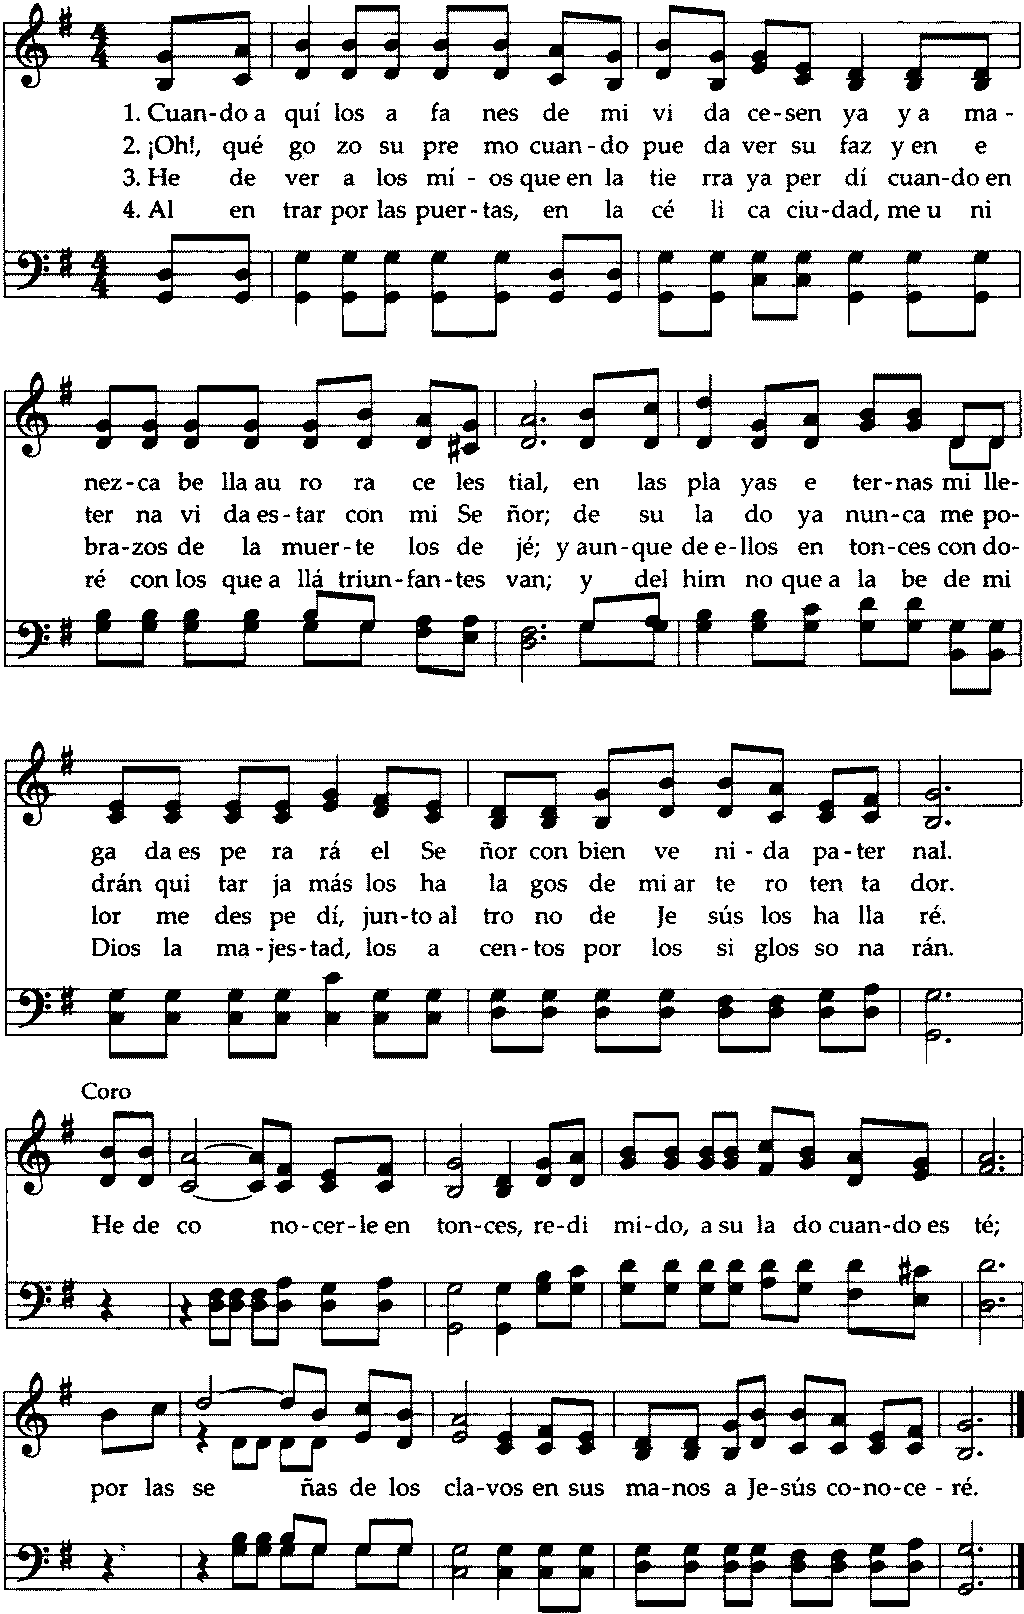 1. Cuan-do a quí los a fa nes de mi vi da ce-sen ya y a ma-
2. ¡Oh!, qué go zo su pre mo cuan-do pue da ver su faz y en e
3. He de ver a los mí-os que en la tie rra ya per dí cuan-do en
4. Al en trar por las puer-tas, en la cé li ca ciu-dad, me u ni
nez-ca be lla au ro ra ce les tial, en las pla yas e ter-nas mi lle-
ter na vi da es-tar con mi Se ñor; de su la do ya nun-ca me po-
bra-zos de la muer-te los de jé; y aun-que de e-llos en ton-ces con do-
ré con los que a llá triun-fan-tes van; y del him no que a la be de mi
ga da es pe ra rá el Se ñor con bien ve ni-da pa-ter nal.
drán qui tar ja más los ha la gos de mi ar te ro ten ta dor.
lor me des pe dí, jun-to al tro no de Je sús los ha lla ré.
Dios la ma-jes-tad, los a cen-tos por los si glos so na rán.
Coro
He de co no-cer-le en ton-ces, re-di mi-do, a su la do cuan-do es té;
por las se ñas de los cla-vos en sus ma-nos a Je-sús co-no-ce-ré.